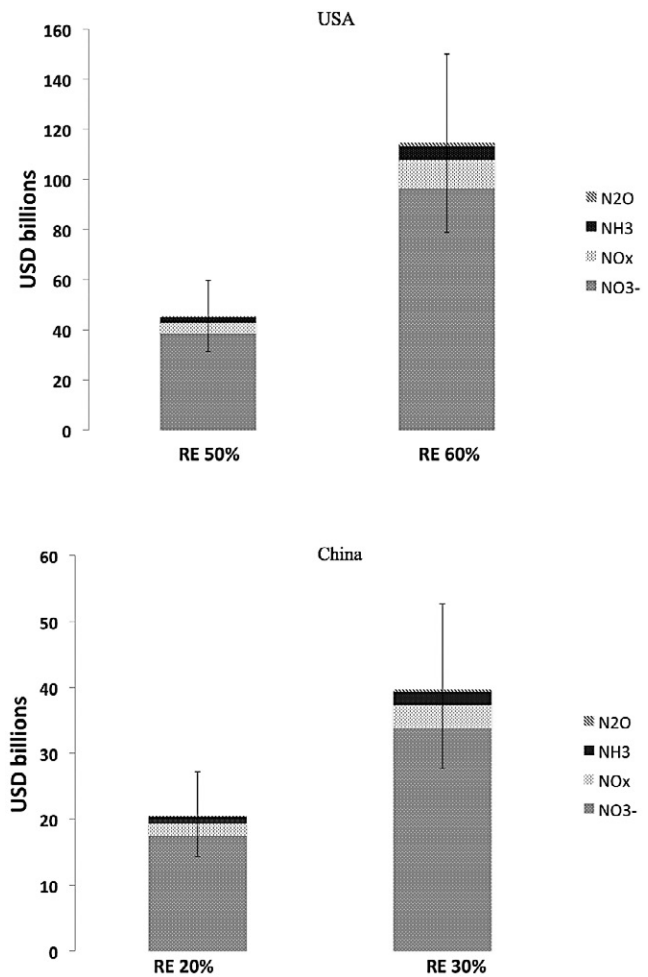 USA
USD billions
160
140
120
100
80
60
40
20
0
RE 50%
RE 60%
N2O
NH3
NOx
NO3-
China
USD billions
60
50
40
30
20
10
0
RE 20%
RE 30%
N2O
NH3
NOx
NO3-